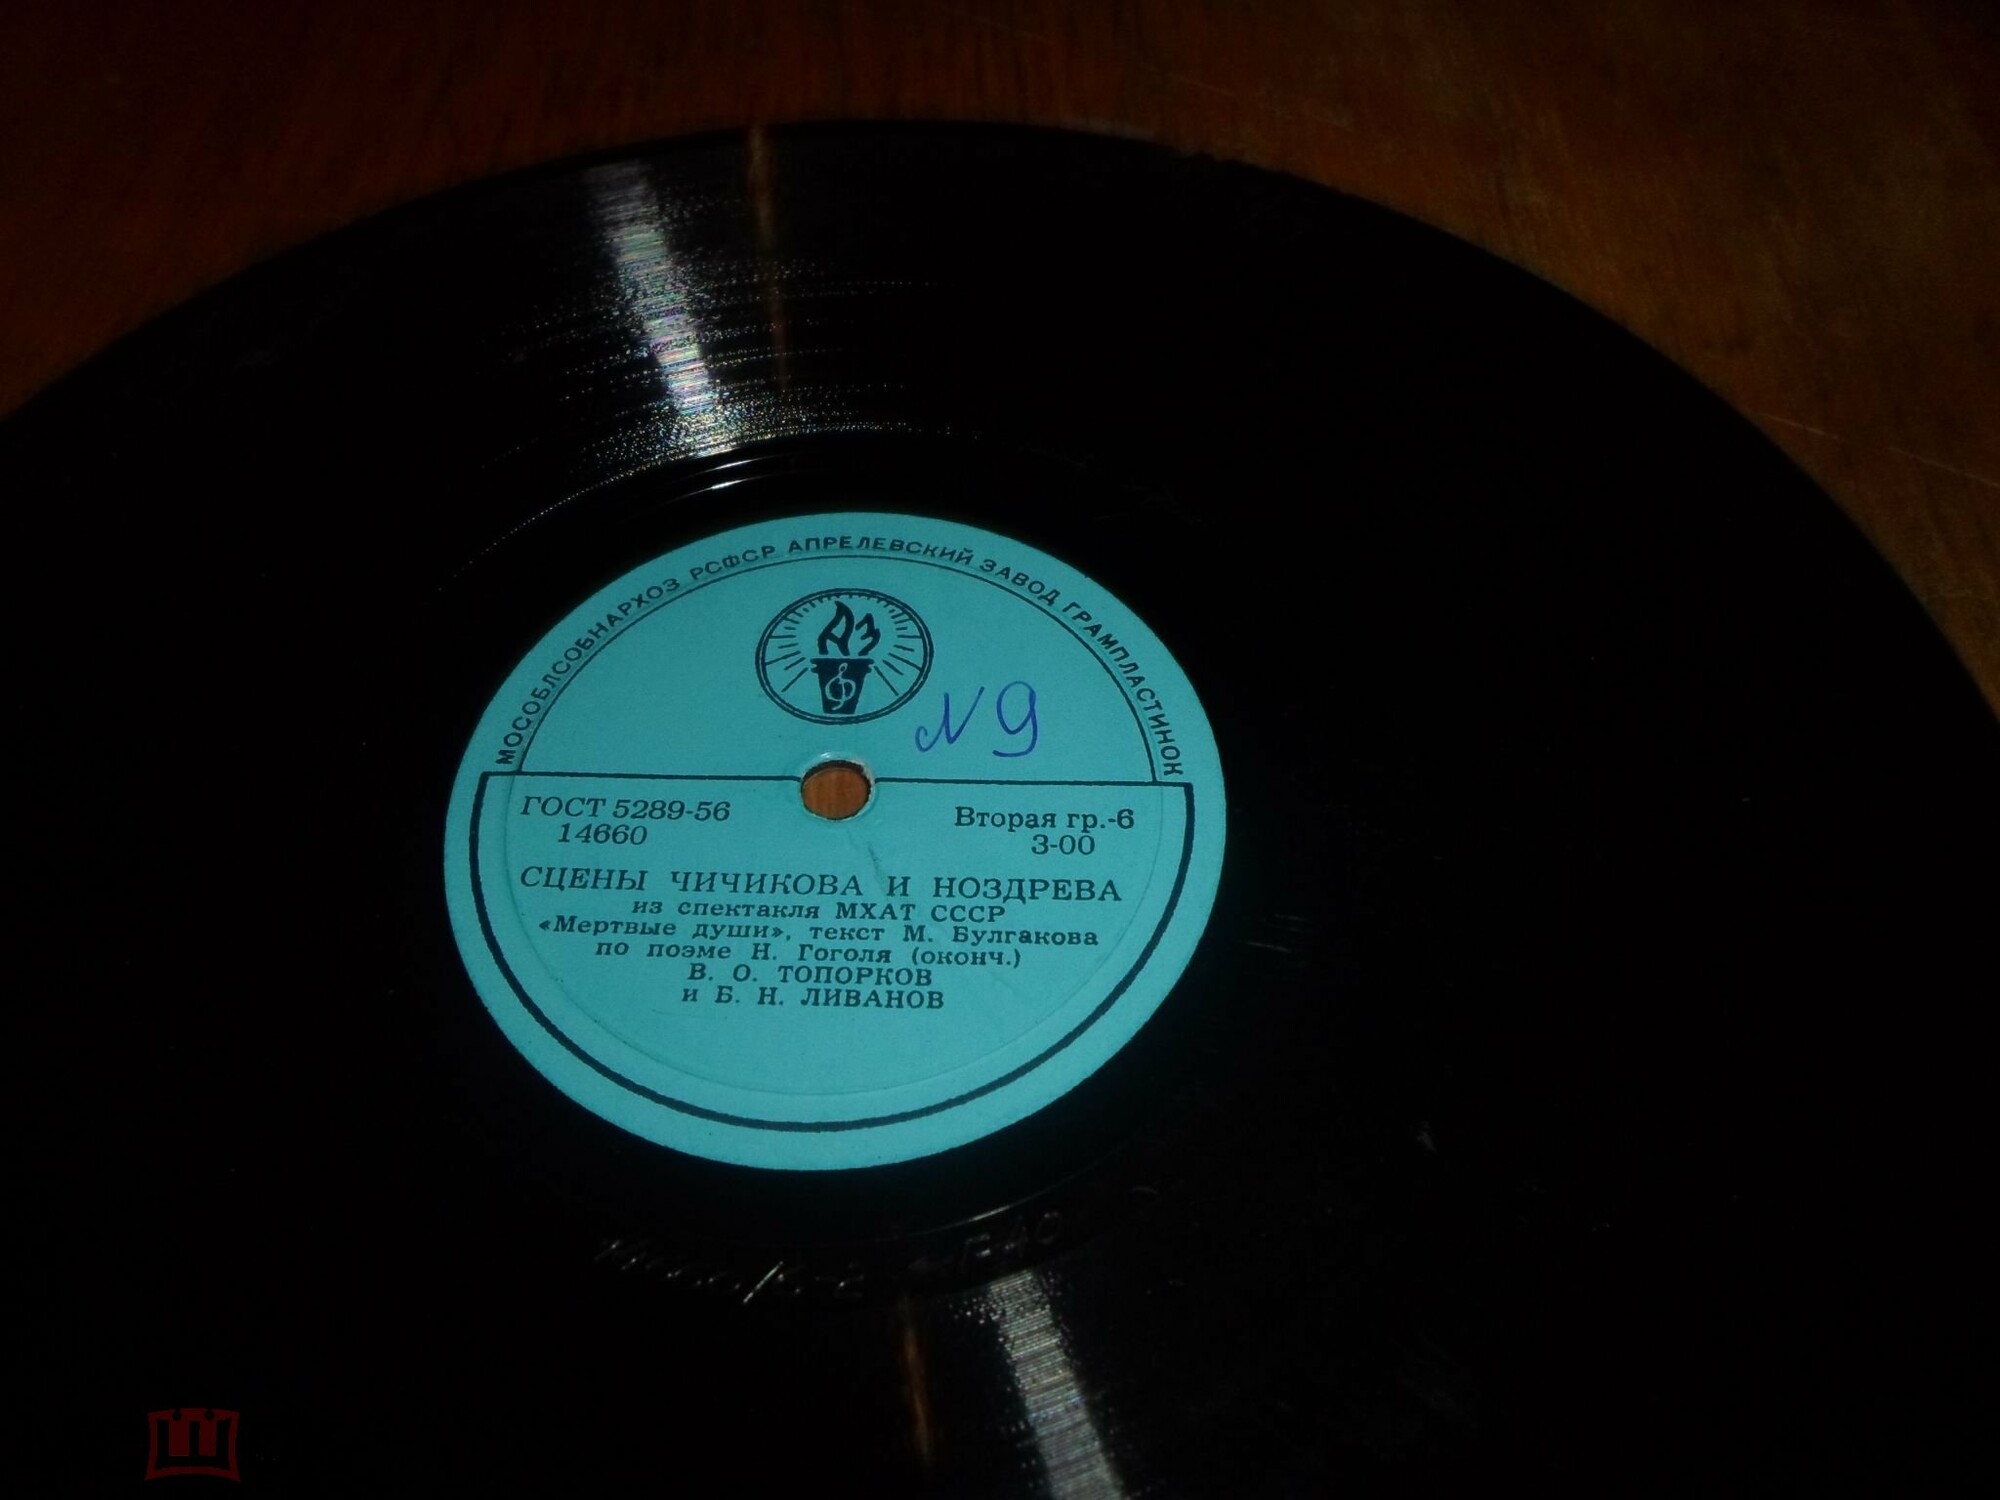 МОСОБЛСОВНАРХОЗ РСФСР АПРЕЛЕВСКИЙ ЗАВОД ГРАМПЛАСТИНОК
АЗ
N 9
ГОСТ 5289-56
14660
Вторая гр.-6
3-00
СЦЕНЫ ЧИЧИКОВА И НОЗДРЕВА
из спектакля МХАТ СССР
«Мертвые души», текст М. Булгакова
по поэме Н. Гоголя (оконч.)
В. О. ТОПОРКОВ
и Б. Н. ЛИВАНОВ